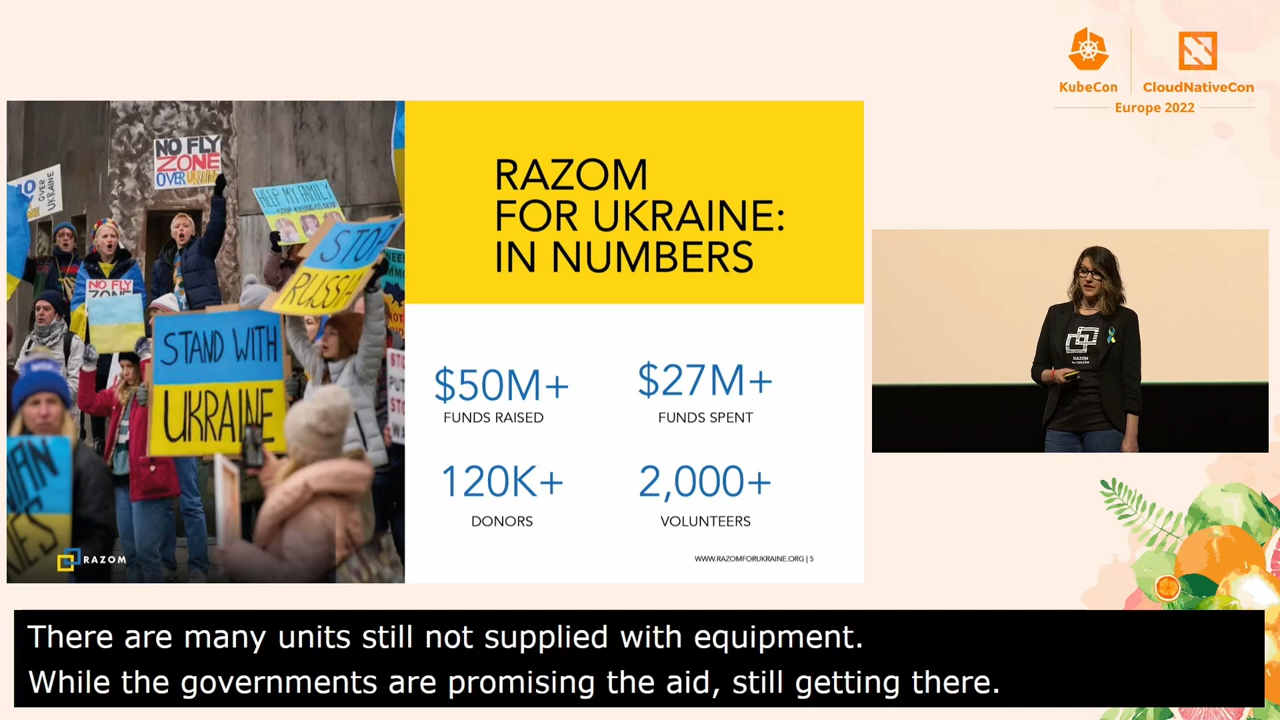 KubeCon
CloudNativeCon
Europe 2022
NO FLY
ZONE
OVER UKRAINE
OVER
UKRAINE
HELP MY FAMILY
STOP
RUSSIA
NO FLY
ZONE
STAND WITH
UKRAINE
RAZOM
RAZOM
FOR UKRAINE:
IN NUMBERS
$50M+
FUNDS RAISED
$27M+
FUNDS SPENT
120K+
DONORS
2,000+
VOLUNTEERS
WWW.RAZOMFORUKRAINE.ORG | 5
RAZOM
There are many units still not supplied with equipment.
While the governments are promising the aid, still getting there.